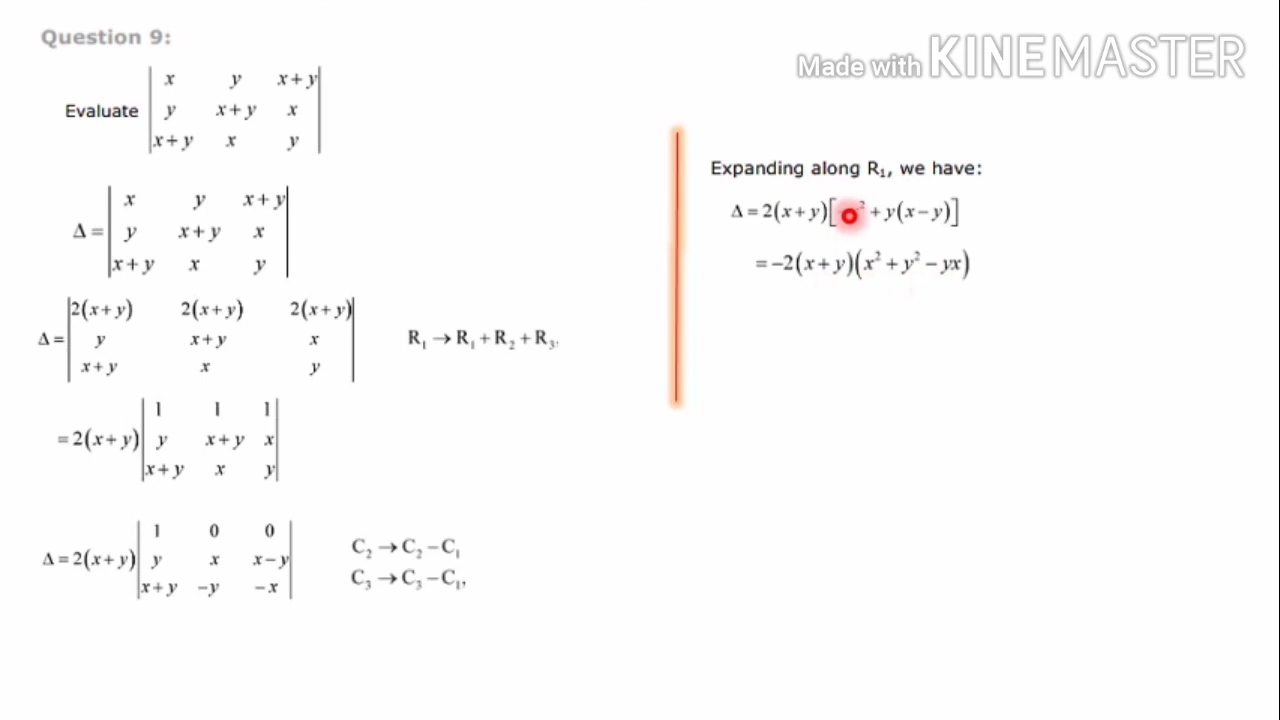 Question 9:
Made with KINEMASTER
Evaluate
x y x+y
y x+y x
x+y x y
Δ =
x y x+y
y x+y x
x+y x y
Δ =
2(x+y) 2(x+y) 2(x+y)
y x+y x
x+y x y
R₁ → R₁ + R₂ + R₃,
= 2(x+y)
1 1 1
y x+y x
x+y x y
Δ = 2(x+y)
1 0 0
y x x−y
x+y −y −x
C₂ → C₂ − C₁
C₃ → C₃ − C₁,
Expanding along R₁, we have:
Δ = 2(x+y)[ ² + y(x−y)]
= −2(x+y)(x² + y² − yx)